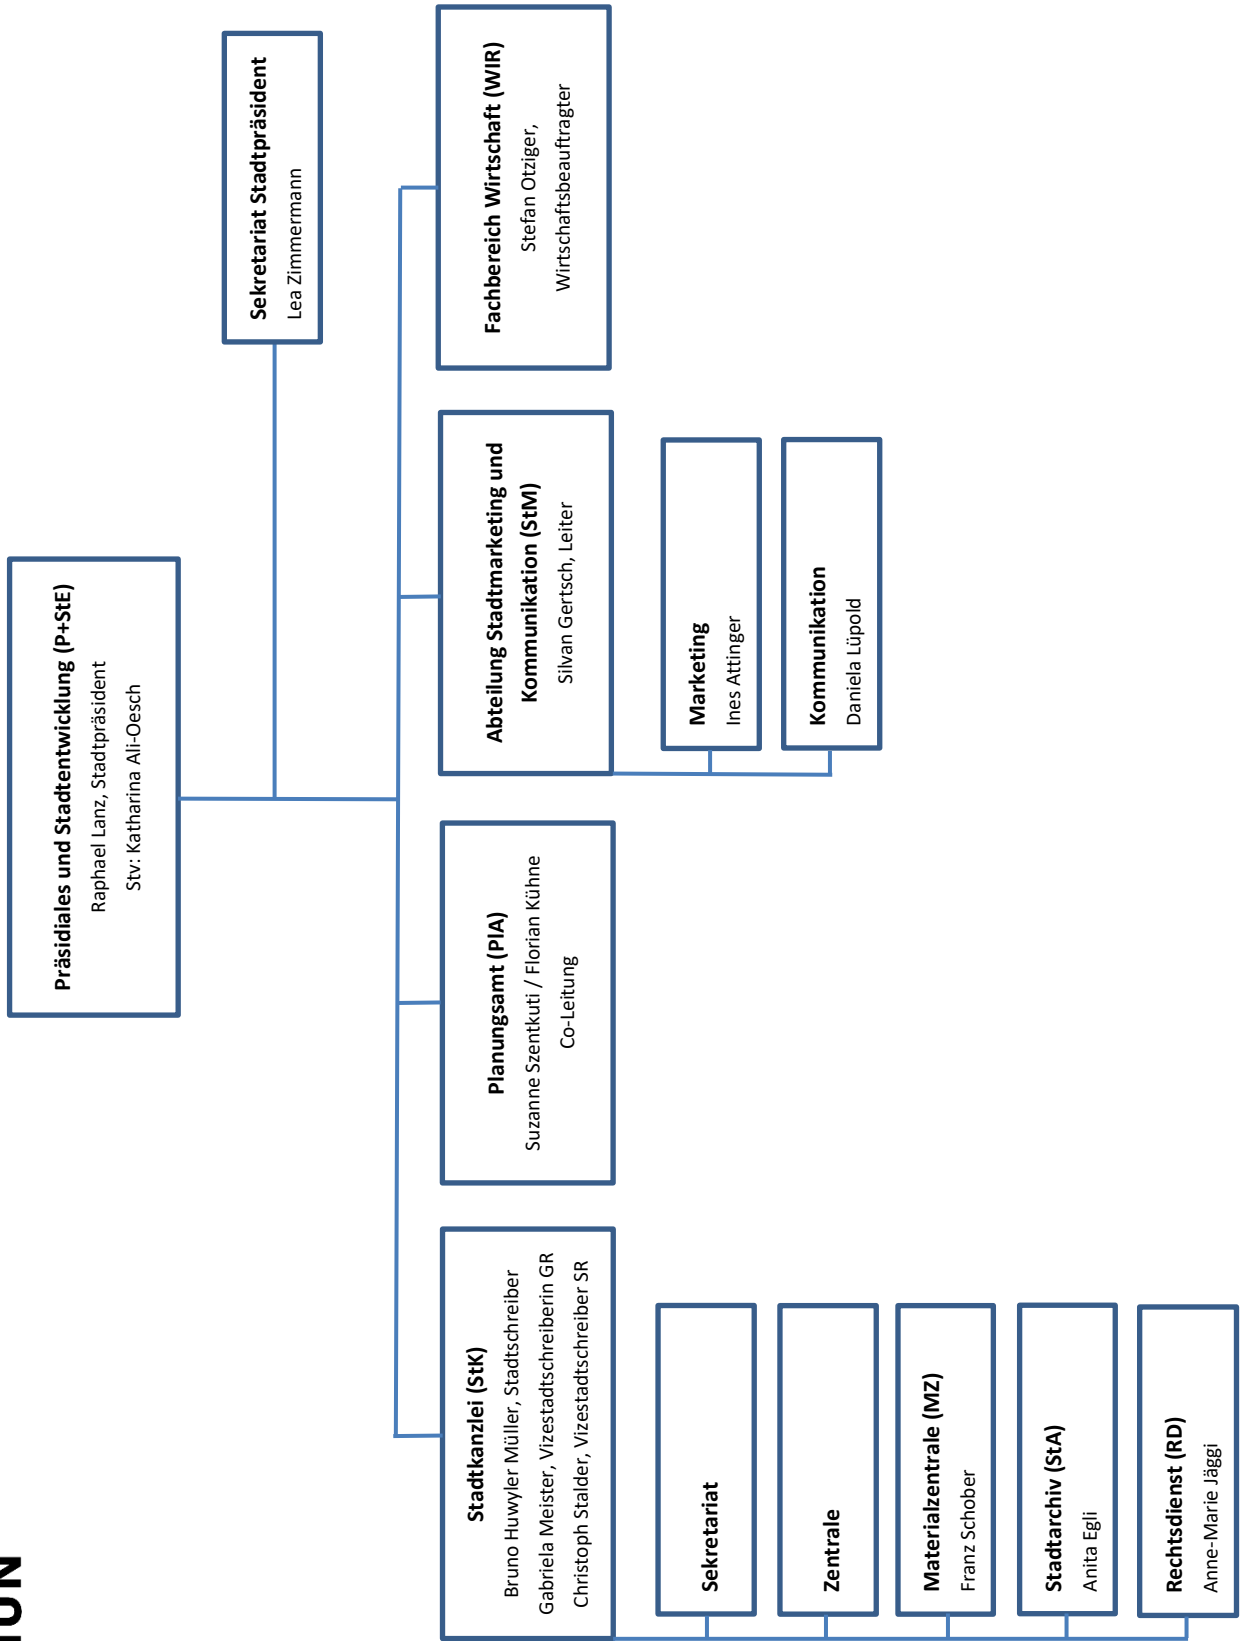 Präsidiales und Stadtentwicklung (P+StE)
Raphael Lanz, Stadtpräsident
Stv: Katharina Ali-Oesch
Sekretariat Stadtpräsident
Lea Zimmermann
Stadtkanzlei (StK)
Bruno Huwyler Müller, Stadtschreiber
Gabriela Meister, Vizestadtschreiberin GR
Christoph Stalder, Vizestadtschreiber SR
Planungsamt (PlA)
Suzanne Szentkuti / Florian Kühne
Co-Leitung
Abteilung Stadtmarketing und
Kommunikation (StM)
Silvan Gertsch, Leiter
Fachbereich Wirtschaft (WIR)
Stefan Otziger,
Wirtschaftsbeauftragter
Sekretariat
Zentrale
Materialzentrale (MZ)
Franz Schober
Stadtarchiv (StA)
Anita Egli
Rechtsdienst (RD)
Anne-Marie Jäggi
Marketing
Ines Attinger
Kommunikation
Daniela Lüpold